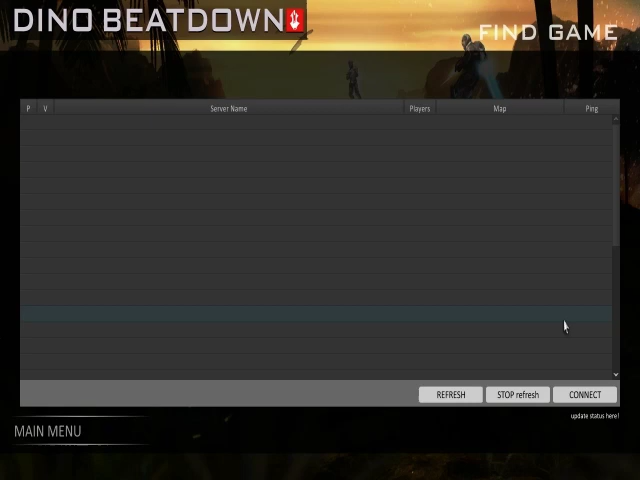 DINO BEATDOWN
FIND GAME
P V Server Name Players Map Ping
REFRESH STOP refresh CONNECT
update status here!
MAIN MENU